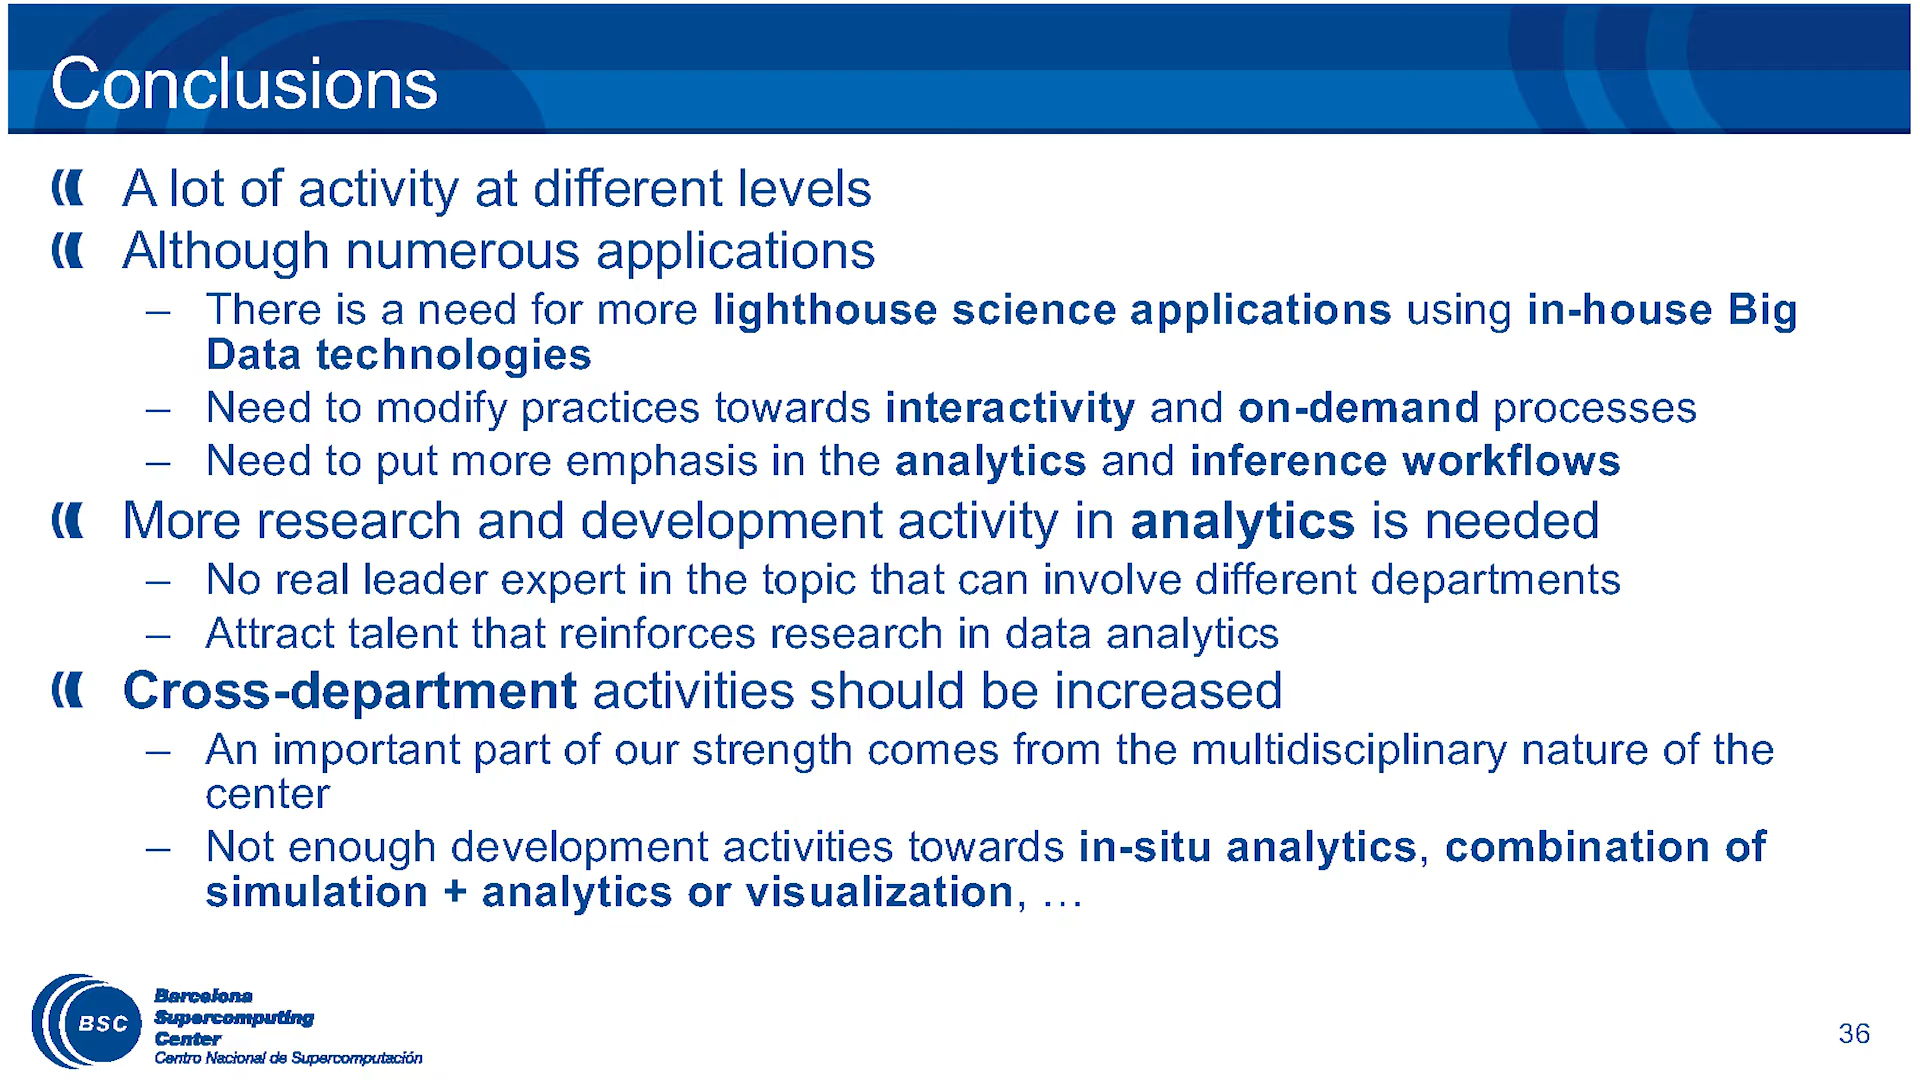 Conclusions
A lot of activity at different levels
Although numerous applications
– There is a need for more lighthouse science applications using in-house Big
Data technologies
– Need to modify practices towards interactivity and on-demand processes
– Need to put more emphasis in the analytics and inference workflows
More research and development activity in analytics is needed
– No real leader expert in the topic that can involve different departments
– Attract talent that reinforces research in data analytics
Cross-department activities should be increased
– An important part of our strength comes from the multidisciplinary nature of the
center
– Not enough development activities towards in-situ analytics, combination of
simulation + analytics or visualization, …
BSC
Barcelona
Supercomputing
Center
Centro Nacional de Supercomputación
36